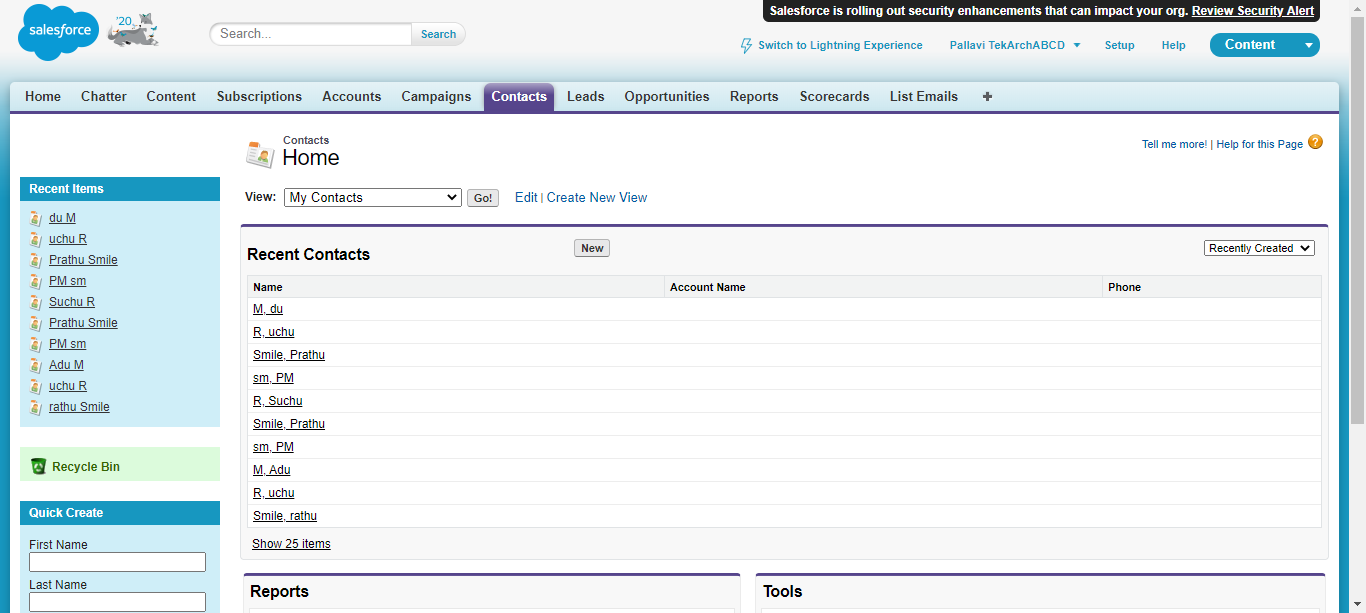 Salesforce is rolling out security enhancements that can impact your org. Review Security Alert
salesforce
'20
Search...
Search
Switch to Lightning Experience
Pallavi TekArchABCD
Setup
Help
Content
Home Chatter Content Subscriptions Accounts Campaigns Contacts Leads Opportunities Reports Scorecards List Emails +
Contacts
Home
Tell me more! | Help for this Page ?
View: My Contacts Go! Edit | Create New View
Recent Items
du M
uchu R
Prathu Smile
PM sm
Suchu R
Prathu Smile
PM sm
Adu M
uchu R
rathu Smile
Recycle Bin
Quick Create
First Name
Last Name
Recent Contacts New Recently Created
Name Account Name Phone
M, du
R, uchu
Smile, Prathu
sm, PM
R, Suchu
Smile, Prathu
sm, PM
M, Adu
R, uchu
Smile, rathu
Show 25 items
Reports
Tools